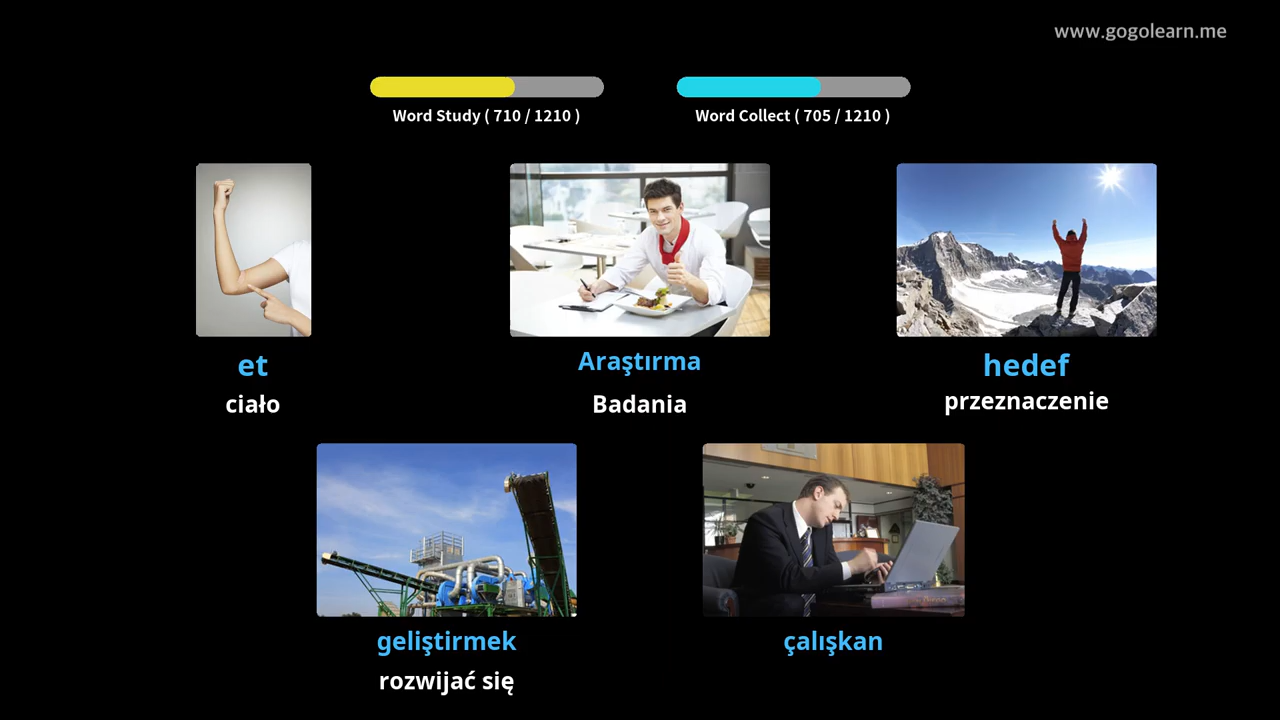 www.gogolearn.me
Word Study ( 710 / 1210 )
Word Collect ( 705 / 1210 )
et
ciało
Araştırma
Badania
hedef
przeznaczenie
geliştirmek
rozwijać się
çalışkan